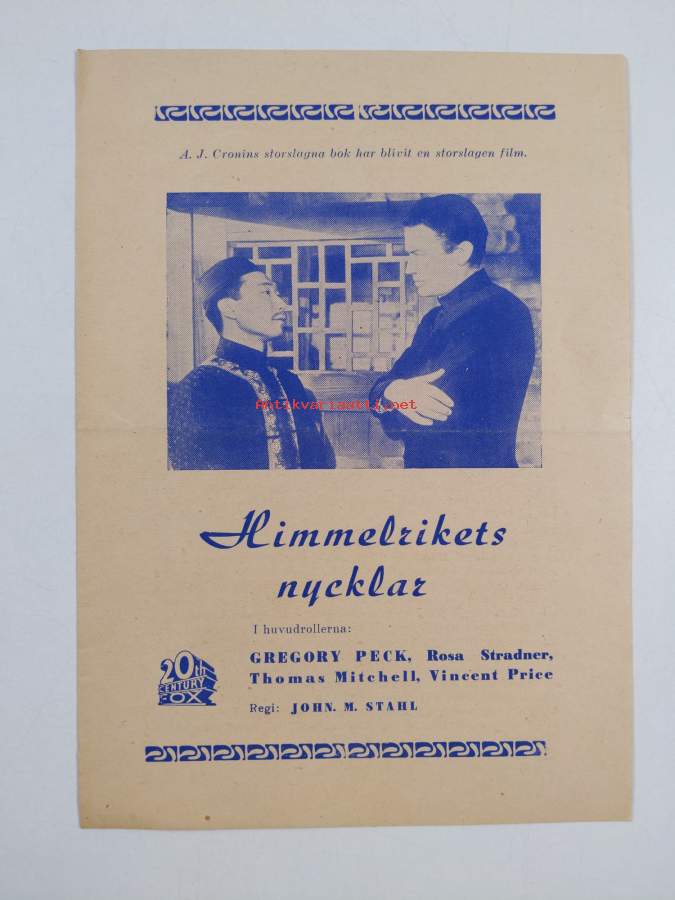 A. J. Cronins storslagna bok har blivit en storslagen film.
Antikvariaatti.net
Himmelrikets
nycklar
I huvudrollerna:
GREGORY PECK, Rosa Stradner,
Thomas Mitchell, Vincent Price
Regi: JOHN. M. STAHL
20th
CENTURY
FOX